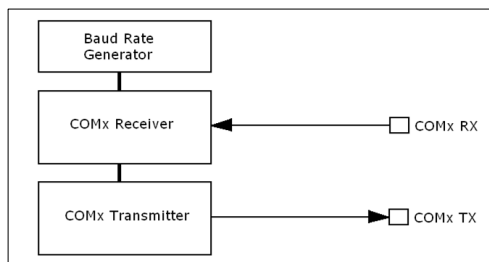 Baud Rate
Generator
COMx Receiver
COMx RX
COMx Transmitter
COMx TX